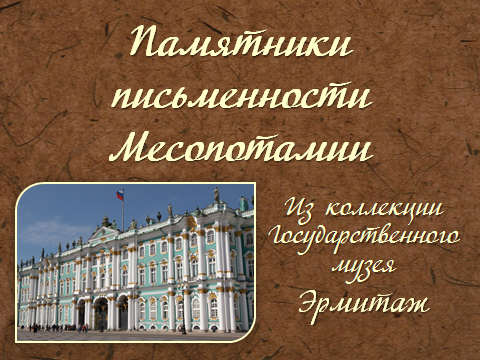 Памятники
письменности
Месопотамии
Из коллекции
Государственного
музея
Эрмитаж